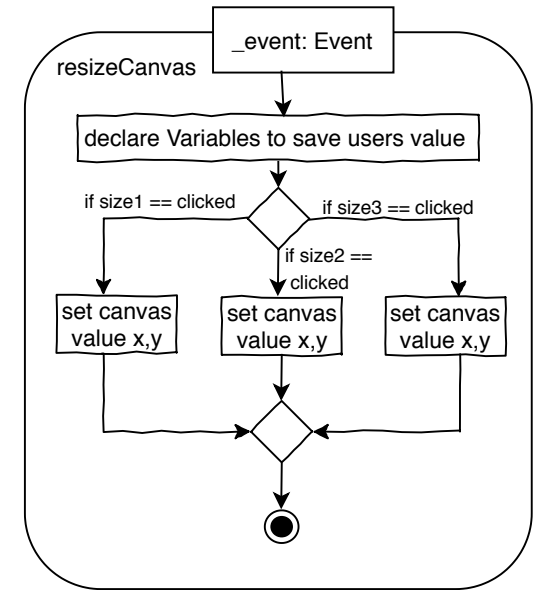 _event: Event
resizeCanvas
declare Variables to save users value
if size1 == clicked
if size3 == clicked
if size2 ==
clicked
set canvas
value x,y
set canvas
value x,y
set canvas
value x,y